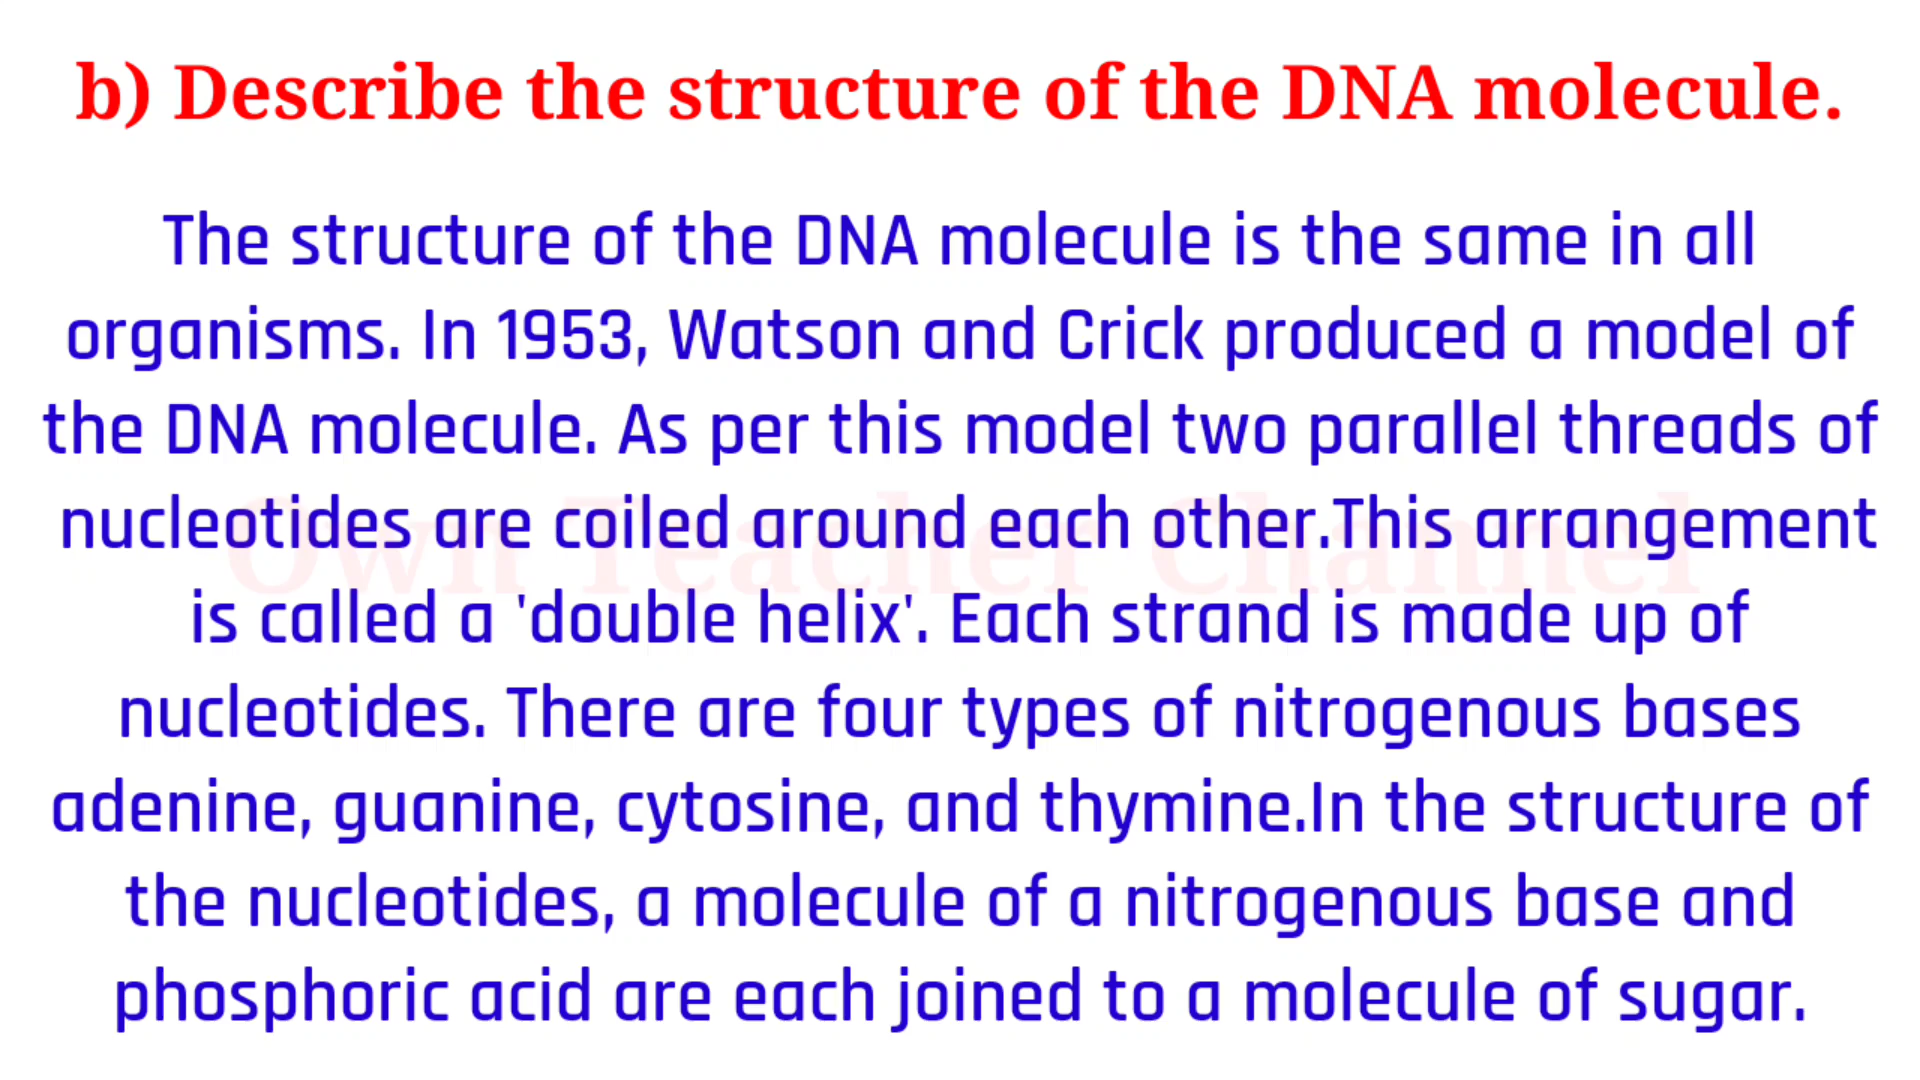 b) Describe the structure of the DNA molecule.
The structure of the DNA molecule is the same in all
organisms. In 1953, Watson and Crick produced a model of
the DNA molecule. As per this model two parallel threads of
nucleotides are coiled around each other.This arrangement
Own Teacher Channel
is called a 'double helix'. Each strand is made up of
nucleotides. There are four types of nitrogenous bases
adenine, guanine, cytosine, and thymine.In the structure of
the nucleotides, a molecule of a nitrogenous base and
phosphoric acid are each joined to a molecule of sugar.